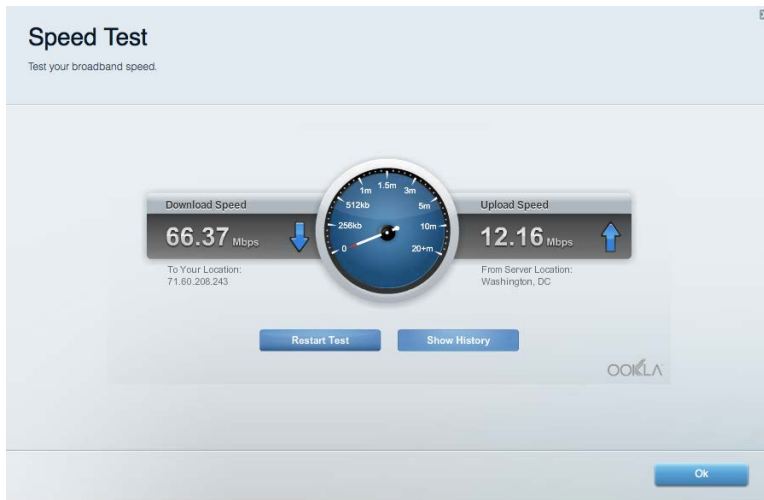 Speed Test
Test your broadband speed.
Download Speed
66.37 Mbps
To Your Location:
71.60.208.243
0
256kb
512kb
1m
1.5m
3m
5m
10m
20+m
Upload Speed
12.16 Mbps
From Server Location:
Washington, DC
Restart Test
Show History
OOKLA
Ok